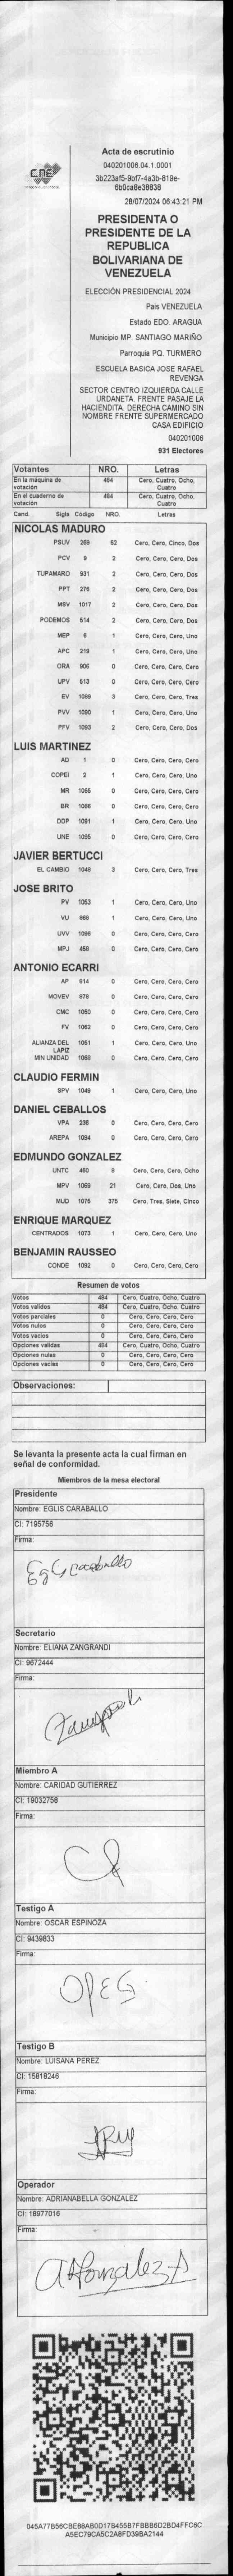 CNE
Acta de escrutinio
040201006.04.1.0001
3b223af5-9bf7-4a3b-819e-
6b0ca8e38838
28/07/2024 06:43:21 PM
PRESIDENTA O
PRESIDENTE DE LA
REPUBLICA
BOLIVARIANA DE
VENEZUELA
ELECCIÓN PRESIDENCIAL 2024
Pais VENEZUELA
Estado EDO. ARAGUA
Municipio MP. SANTIAGO MARIÑO
Parroquia PQ. TURMERO
ESCUELA BASICA JOSE RAFAEL
REVENGA
SECTOR CENTRO IZQUIERDA CALLE
URDANETA. FRENTE PASAJE LA
HACIENDITA. DERECHA CAMINO SIN
NOMBRE FRENTE SUPERMERCADO
CASA EDIFICIO
040201006
931 Electores
Votantes NRO. Letras
En la máquina de votación 484 Cero, Cuatro, Ocho, Cuatro
En el cuaderno de votación 484 Cero, Cuatro, Ocho, Cuatro
Cand. Sigla Código NRO. Letras
NICOLAS MADURO
PSUV 269 52 Cero, Cero, Cinco, Dos
PCV 9 2 Cero, Cero, Cero, Dos
TUPAMARO 931 2 Cero, Cero, Cero, Dos
PPT 275 2 Cero, Cero, Cero, Dos
MSV 1017 2 Cero, Cero, Cero, Dos
PODEMOS 514 2 Cero, Cero, Cero, Dos
MEP 6 1 Cero, Cero, Cero, Uno
APC 219 1 Cero, Cero, Cero, Uno
ORA 906 0 Cero, Cero, Cero, Cero
UPV 513 0 Cero, Cero, Cero, Cero
EV 1099 3 Cero, Cero, Cero, Tres
PVV 1090 1 Cero, Cero, Cero, Uno
PFV 1093 2 Cero, Cero, Cero, Dos
LUIS MARTINEZ
AD 1 0 Cero, Cero, Cero, Cero
COPEI 2 1 Cero, Cero, Cero, Uno
MR 1065 0 Cero, Cero, Cero, Cero
BR 1066 0 Cero, Cero, Cero, Cero
DDP 1091 1 Cero, Cero, Cero, Uno
UNE 1095 0 Cero, Cero, Cero, Cero
JAVIER BERTUCCI
EL CAMBIO 1048 3 Cero, Cero, Cero, Tres
JOSE BRITO
PV 1053 1 Cero, Cero, Cero, Uno
VU 969 1 Cero, Cero, Cero, Uno
UVV 1096 0 Cero, Cero, Cero, Cero
MPJ 459 0 Cero, Cero, Cero, Cero
ANTONIO ECARRI
AP 914 0 Cero, Cero, Cero, Cero
MOVEV 979 0 Cero, Cero, Cero, Cero
CMC 1050 0 Cero, Cero, Cero, Cero
FV 1062 0 Cero, Cero, Cero, Cero
ALIANZA DEL LAPIZ 1051 1 Cero, Cero, Cero, Uno
MIN UNIDAD 1068 0 Cero, Cero, Cero, Cero
CLAUDIO FERMIN
SPV 1049 1 Cero, Cero, Cero, Uno
DANIEL CEBALLOS
VPA 236 0 Cero, Cero, Cero, Cero
AREPA 1094 0 Cero, Cero, Cero, Cero
EDMUNDO GONZALEZ
UNTC 460 8 Cero, Cero, Cero, Ocho
MPV 1069 21 Cero, Cero, Dos, Uno
MUD 1075 375 Cero, Tres, Siete, Cinco
ENRIQUE MARQUEZ
CENTRADOS 1073 1 Cero, Cero, Cero, Uno
BENJAMIN RAUSSEO
CONDE 1092 0 Cero, Cero, Cero, Cero
Resumen de votos
Votos 484 Cero, Cuatro, Ocho, Cuatro
Votos validos 484 Cero, Cuatro, Ocho, Cuatro
Votos parciales 0 Cero, Cero, Cero, Cero
Votos nulos 0 Cero, Cero, Cero, Cero
Votos vacios 0 Cero, Cero, Cero, Cero
Opciones validas 484 Cero, Cuatro, Ocho, Cuatro
Opciones nulas 0 Cero, Cero, Cero, Cero
Opciones vacias 0 Cero, Cero, Cero, Cero
Observaciones:
Se levanta la presente acta la cual firman en
señal de conformidad.
Miembros de la mesa electoral
Presidente
Nombre: EGLIS CARABALLO
CI: 7195756
Firma:
Eglis Caraballo
Secretario
Nombre: ELIANA ZANGRANDI
CI: 9672444
Firma:
Miembro A
Nombre: CARIDAD GUTIERREZ
CI: 19032756
Firma:
Testigo A
Nombre: OSCAR ESPINOZA
CI: 9439833
Firma:
OPEG
Testigo B
Nombre: LUISANA PEREZ
CI: 15818246
Firma:
Operador
Nombre: ADRIANABELLA GONZALEZ
CI: 18977016
Firma:
045A77B56CBE88AB0D17B455B7FBBB6D2BD4FFC6C
A5EC79CA5C2A8FD39BA2144